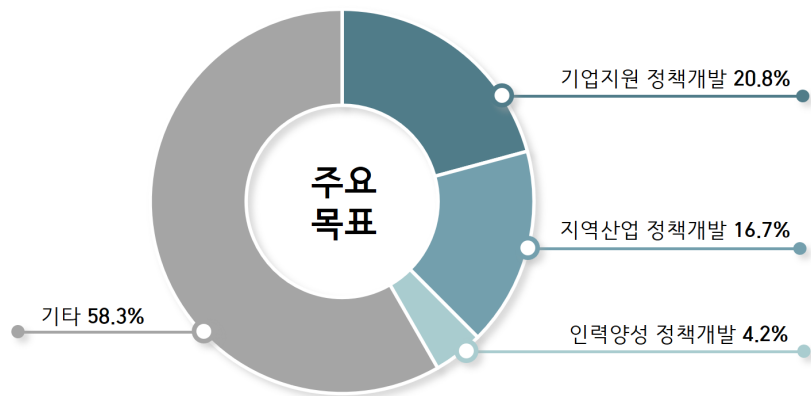 기업지원 정책개발 20.8%
주요
목표
지역산업 정책개발 16.7%
기타 58.3%
인력양성 정책개발 4.2%